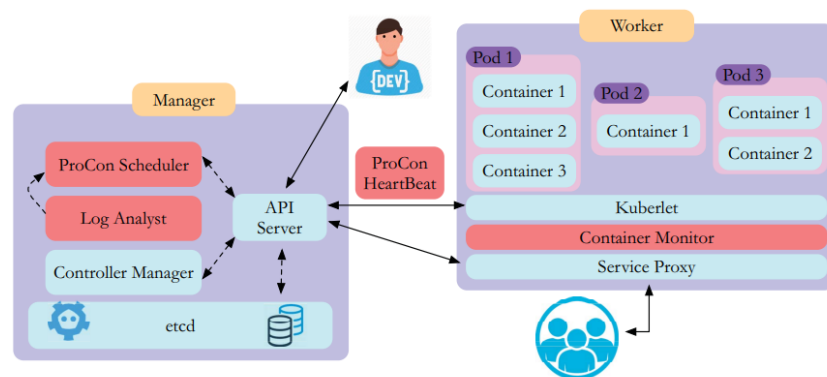 Worker
Pod 1
Container 1
Container 2
Container 3
Pod 2
Container 1
Pod 3
Container 1
Container 2
{DEV}
Manager
ProCon Scheduler
Log Analyst
Controller Manager
API
Server
etcd
ProCon
HeartBeat
Kuberlet
Container Monitor
Service Proxy